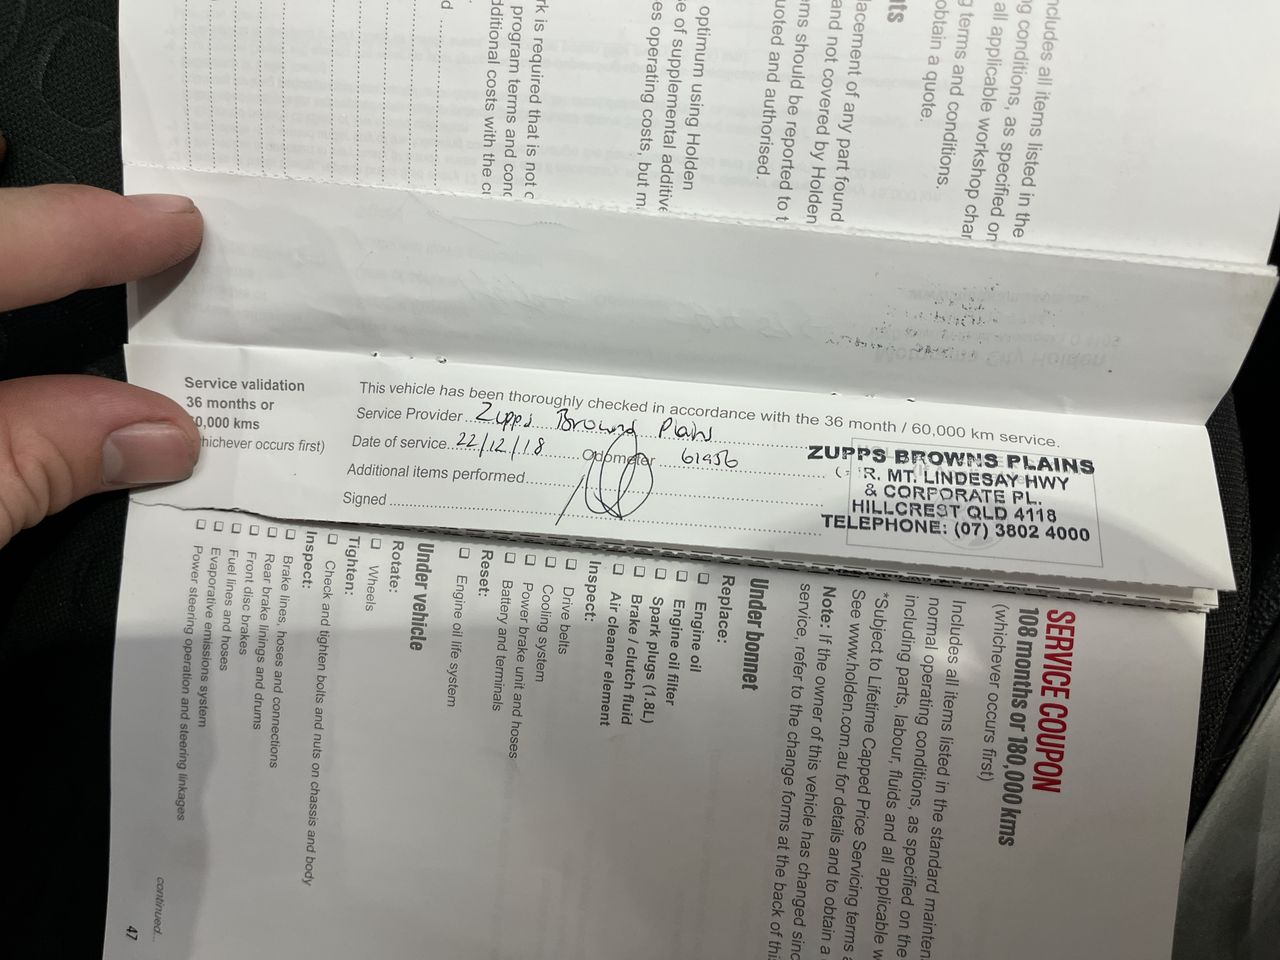 Service validation
36 months or
0,000 kms
whichever occurs first)
This vehicle has been thoroughly checked in accordance with the 36 month / 60,000 km service.
Service Provider Zupps Browns Plains
Date of service 22/12/18 Odometer 61956
Additional items performed
Signed
ZUPPS BROWNS PLAINS
R. MT. LINDESAY HWY
& CORPORATE PL.
HILLCREST QLD 4118
TELEPHONE: (07) 3802 4000
ncludes all items listed in the
ng conditions, as specified on
all applicable workshop char
g terms and conditions.
obtain a quote.
nts
lacement of any part found
and not covered by Holden
ms should be reported to t
uoted and authorised.
optimum using Holden
e of supplemental additive
es operating costs, but m
rk is required that is not c
program terms and conc
dditional costs with the cu
SERVICE COUPON
108 months or 180,000 kms
(whichever occurs first)
Includes all items listed in the standard mainten
normal operating conditions, as specified on the
including parts, labour, fluids and all applicable w
*Subject to Lifetime Capped Price Servicing terms a
See www.holden.com.au for details and to obtain a
Note: If the owner of this vehicle has changed sinc
service, refer to the change forms at the back of thi
Under bonnet
Replace:
Engine oil
Engine oil filter
Spark plugs (1.8L)
Brake / clutch fluid
Air cleaner element
Inspect:
Drive belts
Cooling system
Power brake unit and hoses
Battery and terminals
Reset:
Engine oil life system
Under vehicle
Rotate:
Wheels
Tighten:
Check and tighten bolts and nuts on chassis and body
Inspect:
Brake lines, hoses and connections
Rear brake linings and drums
Front disc brakes
Fuel lines and hoses
Evaporative emissions system
Power steering operation and steering linkages
continued...
47